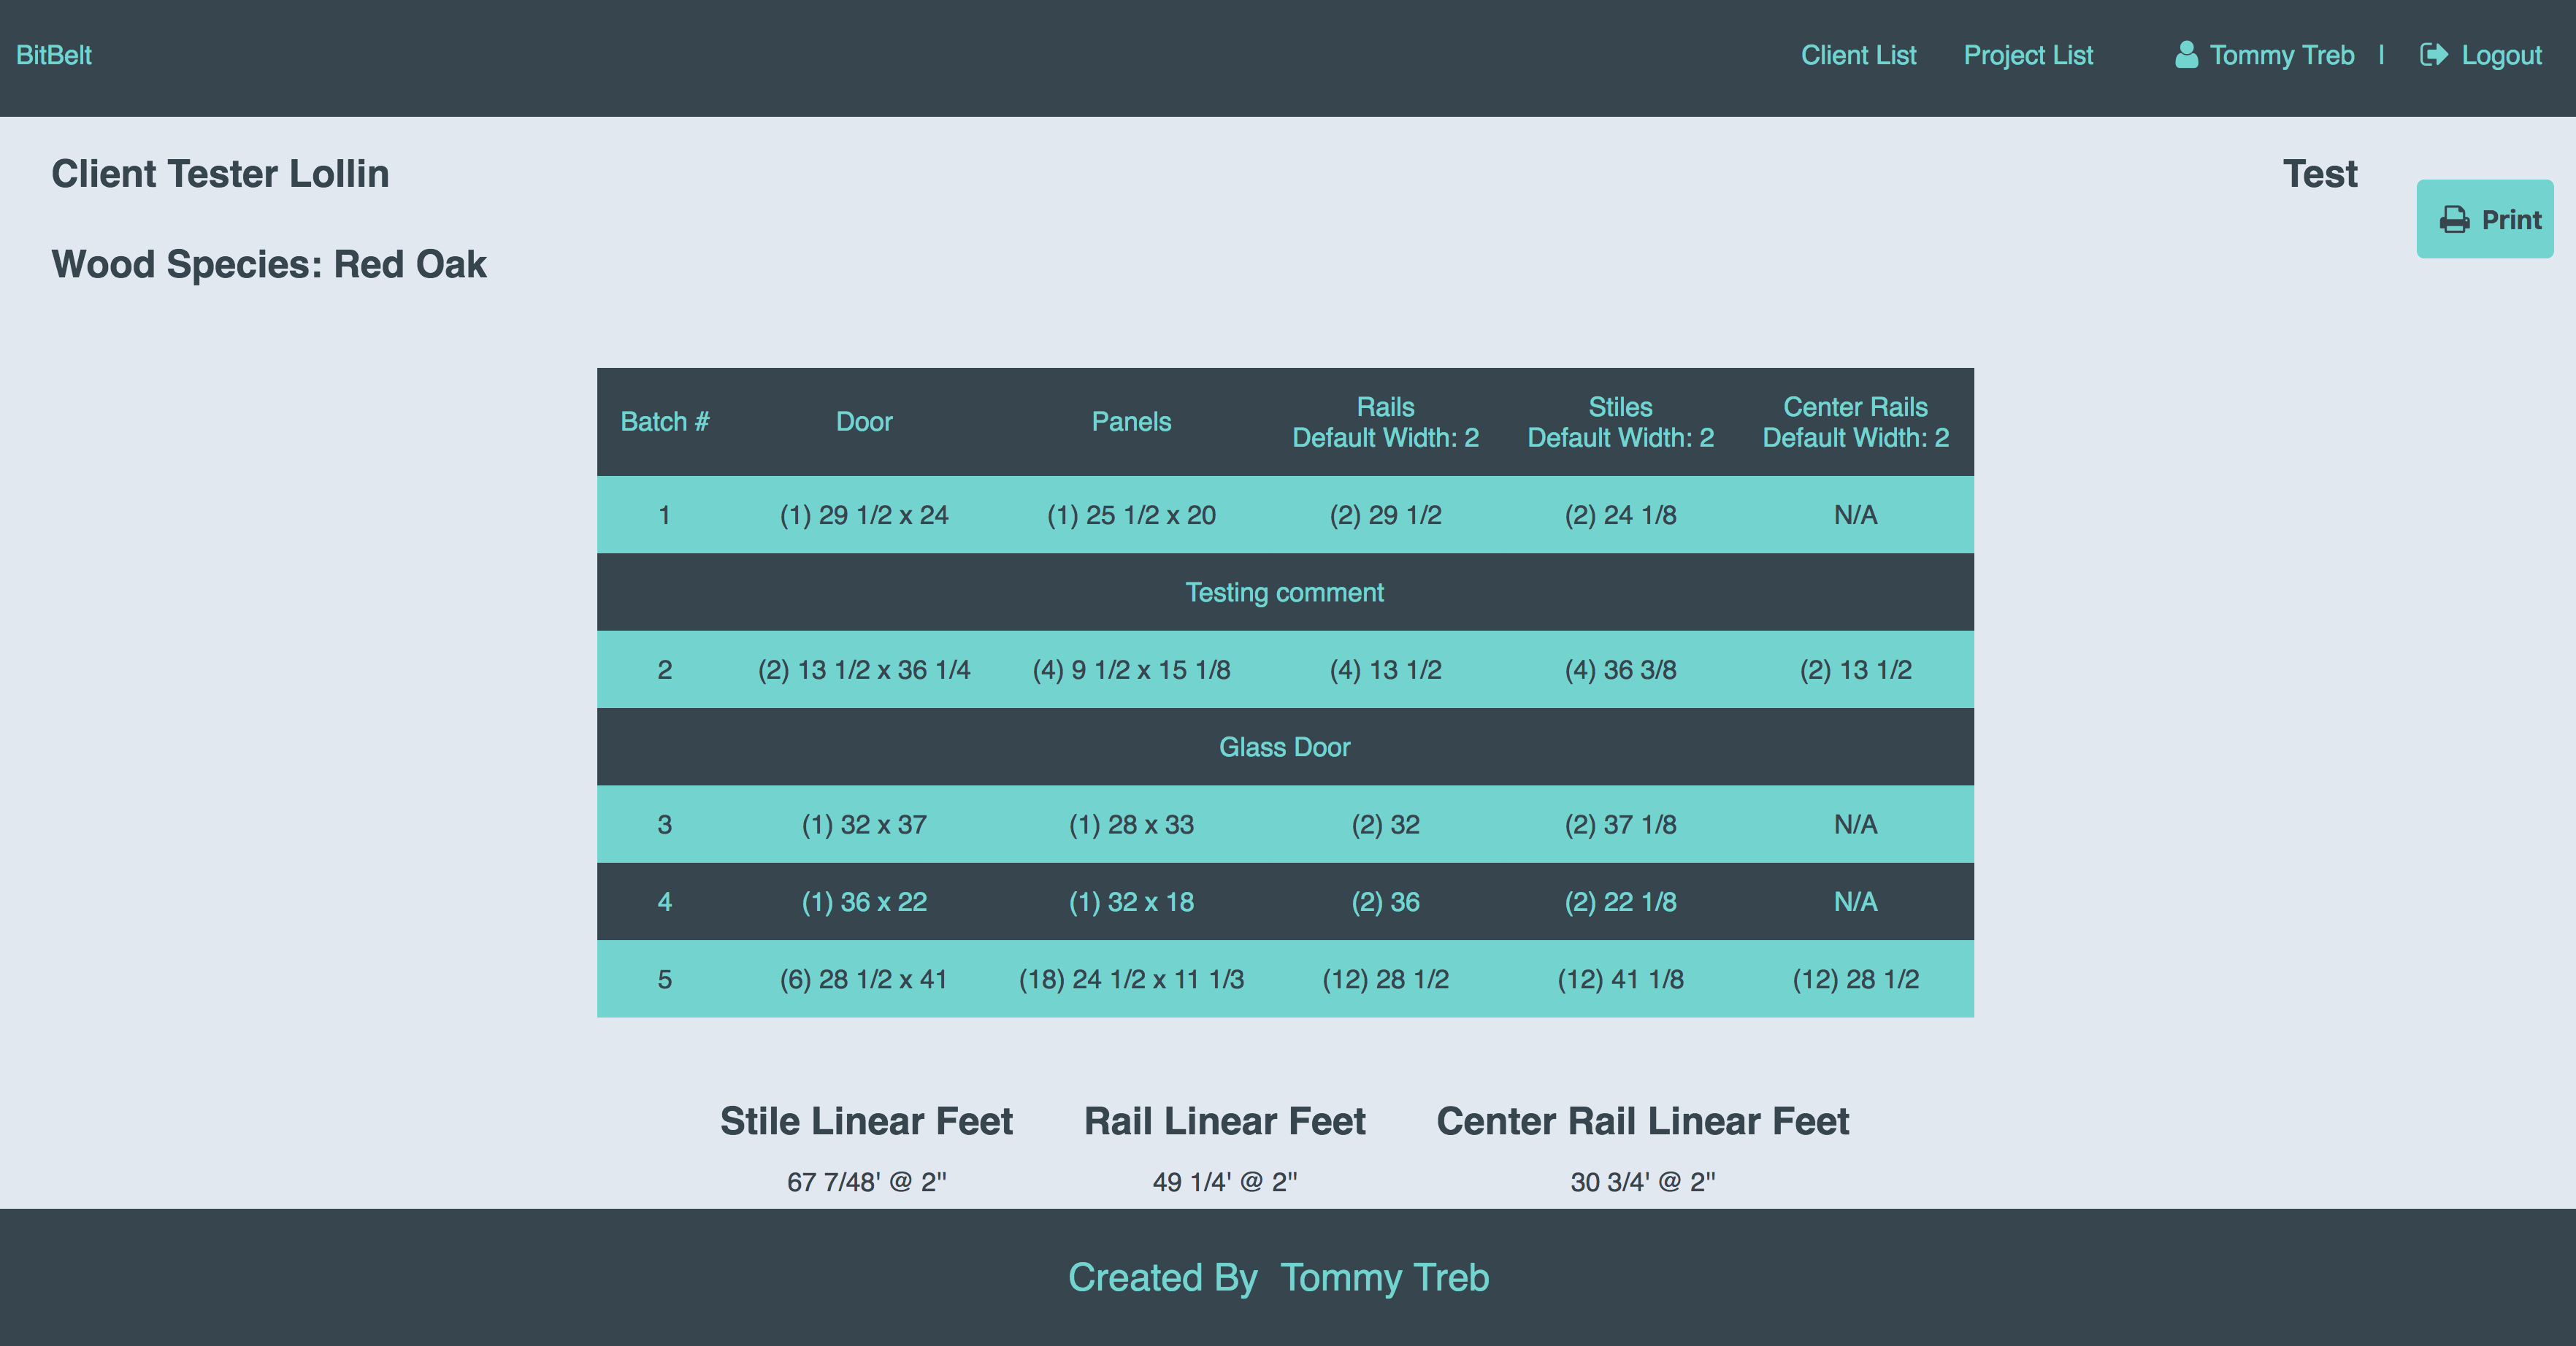 BitBelt
Client List Project List Tommy Treb | Logout
Client Tester Lollin
Test
Print
Wood Species: Red Oak
Batch # Door Panels Rails Default Width: 2 Stiles Default Width: 2 Center Rails Default Width: 2
1 (1) 29 1/2 x 24 (1) 25 1/2 x 20 (2) 29 1/2 (2) 24 1/8 N/A
Testing comment
2 (2) 13 1/2 x 36 1/4 (4) 9 1/2 x 15 1/8 (4) 13 1/2 (4) 36 3/8 (2) 13 1/2
Glass Door
3 (1) 32 x 37 (1) 28 x 33 (2) 32 (2) 37 1/8 N/A
4 (1) 36 x 22 (1) 32 x 18 (2) 36 (2) 22 1/8 N/A
5 (6) 28 1/2 x 41 (18) 24 1/2 x 11 1/3 (12) 28 1/2 (12) 41 1/8 (12) 28 1/2
Stile Linear Feet Rail Linear Feet Center Rail Linear Feet
67 7/48' @ 2" 49 1/4' @ 2" 30 3/4' @ 2"
Created By Tommy Treb